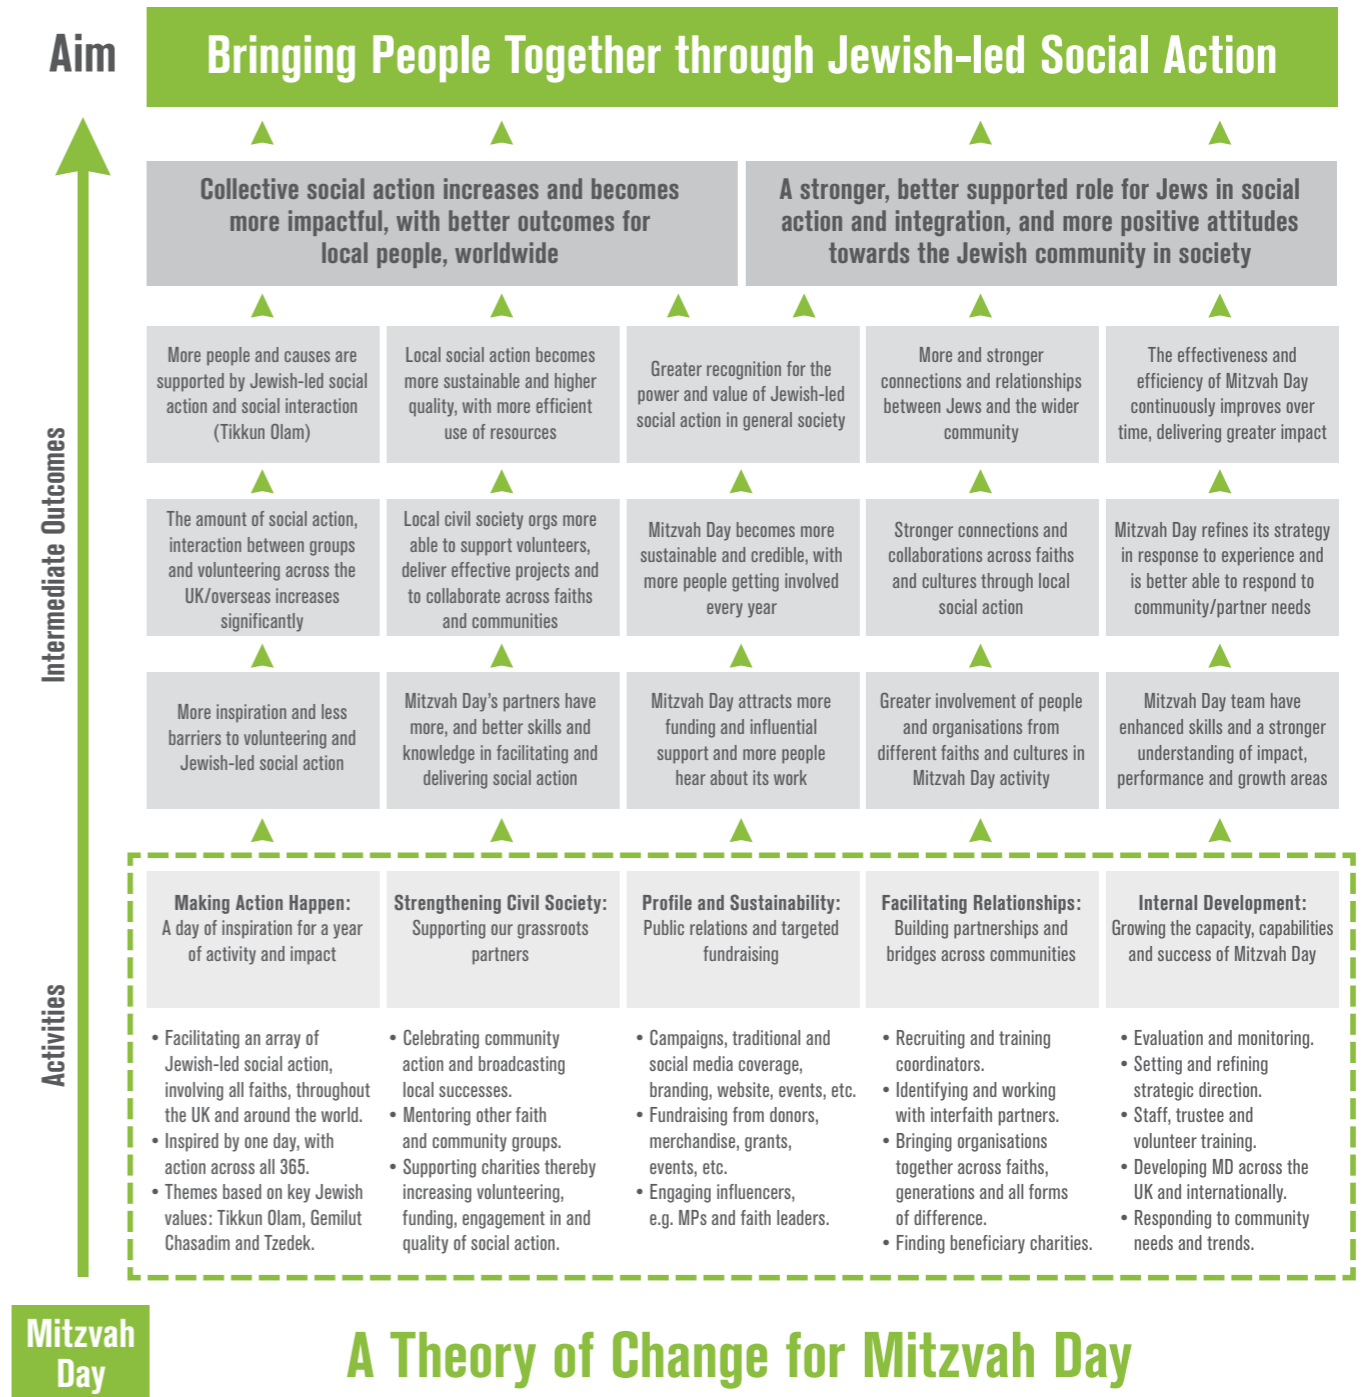 Aim
Bringing People Together through Jewish-led Social Action
Collective social action increases and becomes
more impactful, with better outcomes for
local people, worldwide
A stronger, better supported role for Jews in social
action and integration, and more positive attitudes
towards the Jewish community in society
Intermediate Outcomes
More people and causes are
supported by Jewish-led social
action and social interaction
(Tikkun Olam)
Local social action becomes
more sustainable and higher
quality, with more efficient
use of resources
Greater recognition for the
power and value of Jewish-led
social action in general society
More and stronger
connections and relationships
between Jews and the wider
community
The effectiveness and
efficiency of Mitzvah Day
continuously improves over
time, delivering greater impact
The amount of social action,
interaction between groups
and volunteering across the
UK/overseas increases
significantly
Local civil society orgs more
able to support volunteers,
deliver effective projects and
to collaborate across faiths
and communities
Mitzvah Day becomes more
sustainable and credible, with
more people getting involved
every year
Stronger connections and
collaborations across faiths
and cultures through local
social action
Mitzvah Day refines its strategy
in response to experience and
is better able to respond to
community/partner needs
More inspiration and less
barriers to volunteering and
Jewish-led social action
Mitzvah Day's partners have
more, and better skills and
knowledge in facilitating and
delivering social action
Mitzvah Day attracts more
funding and influential
support and more people
hear about its work
Greater involvement of people
and organisations from
different faiths and cultures in
Mitzvah Day activity
Mitzvah Day team have
enhanced skills and a stronger
understanding of impact,
performance and growth areas
Activities
Making Action Happen:
A day of inspiration for a year
of activity and impact
Strengthening Civil Society:
Supporting our grassroots
partners
Profile and Sustainability:
Public relations and targeted
fundraising
Facilitating Relationships:
Building partnerships and
bridges across communities
Internal Development:
Growing the capacity, capabilities
and success of Mitzvah Day
• Facilitating an array of
Jewish-led social action,
involving all faiths, throughout
the UK and around the world.
• Inspired by one day, with
action across all 365.
• Themes based on key Jewish
values: Tikkun Olam, Gemilut
Chasadim and Tzedek.
• Celebrating community
action and broadcasting
local successes.
• Mentoring other faith
and community groups.
• Supporting charities thereby
increasing volunteering,
funding, engagement in and
quality of social action.
• Campaigns, traditional and
social media coverage,
branding, website, events, etc.
• Fundraising from donors,
merchandise, grants,
events, etc.
• Engaging influencers,
e.g. MPs and faith leaders.
• Recruiting and training
coordinators.
• Identifying and working
with interfaith partners.
• Bringing organisations
together across faiths,
generations and all forms
of difference.
• Finding beneficiary charities.
• Evaluation and monitoring.
• Setting and refining
strategic direction.
• Staff, trustee and
volunteer training.
• Developing MD across the
UK and internationally.
• Responding to community
needs and trends.
Mitzvah
Day
A Theory of Change for Mitzvah Day